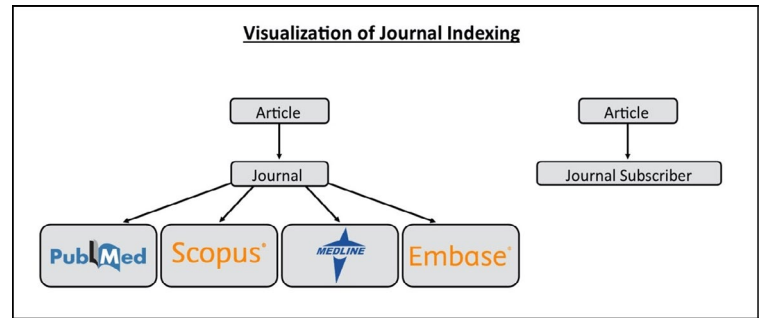 Visualization of Journal Indexing
Article
Article
Journal
Journal Subscriber
PubMed
Scopus®
MEDLINE
Embase®